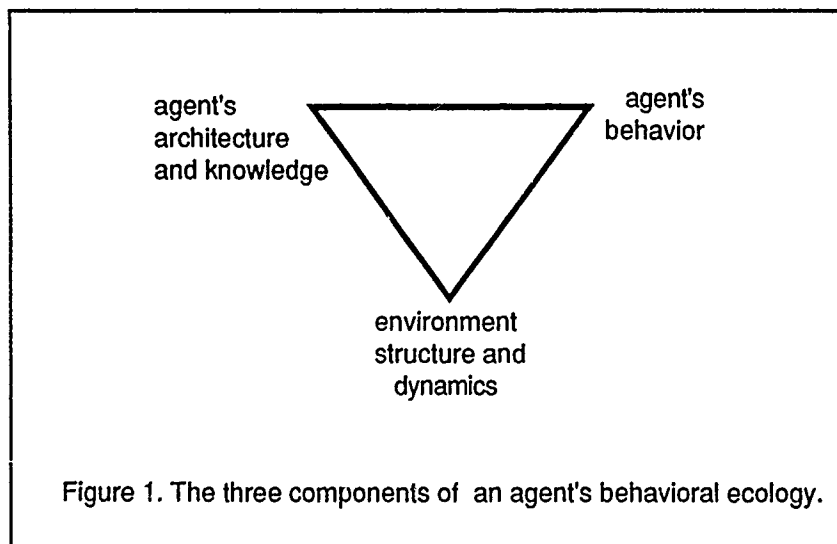 agent's
architecture
and knowledge
agent's
behavior
environment
structure and
dynamics
Figure 1. The three components of an agent's behavioral ecology.